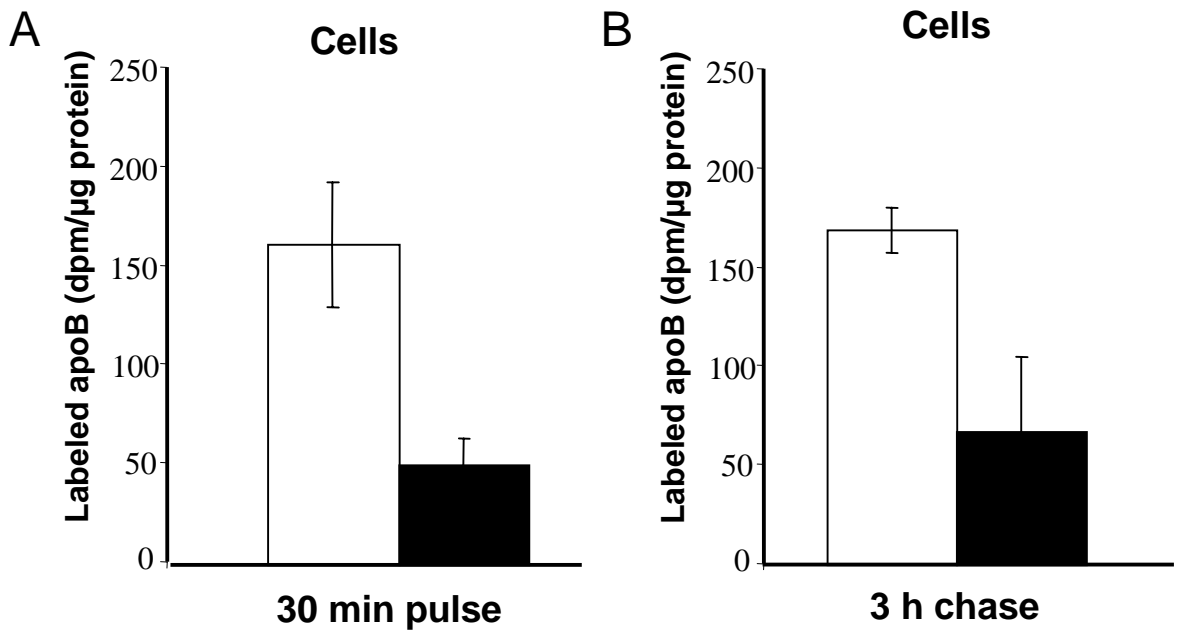 A
Cells
Labeled apoB (dpm/µg protein)
250
200
150
100
50
0
30 min pulse
B
Cells
Labeled apoB (dpm/µg protein)
250
200
150
100
50
0
3 h chase